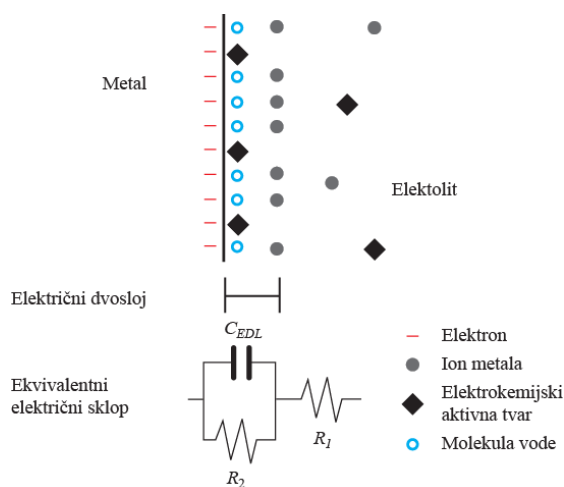 Metal
Elektolit
Električni dvosloj
C_EDL
Ekvivalentni
električni sklop
R_1
R_2
Elektron
Ion metala
Elektrokemijski
aktivna tvar
Molekula vode